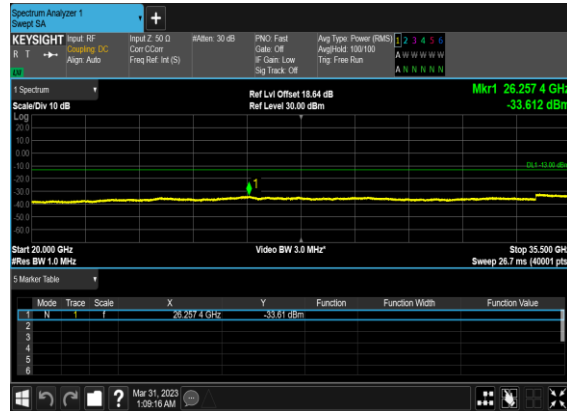 Spectrum Analyzer 1
Swept SA
+
KEYSIGHT Input: RF Input Z: 50 Ω #Atten: 30 dB PNO: Fast Avg Type: Power (RMS) 1 2 3 4 5 6
R T Coupling: DC Corr CCorr Gate: Off Avg|Hold: 100/100 A W W W W W
Align: Auto Freq Ref: Int (S) IF Gain: Low Trig: Free Run
Sig Track: Off A N N N N N
1 Spectrum Ref Lvl Offset 18.64 dB Mkr1 26.257 4 GHz
Scale/Div 10 dB Ref Level 30.00 dBm -33.612 dBm
Log
20.0
10.0
0.00
-10.0
DL1 -13.00 dBm
-20.0
1
-30.0
-40.0
-50.0
-60.0
Start 20.000 GHz Video BW 3.0 MHz* Stop 35.500 GHz
#Res BW 1.0 MHz Sweep 26.7 ms (40001 pts
5 Marker Table
Mode Trace Scale X Y Function Function Width Function Value
1 N 1 f 26.257 4 GHz -33.61 dBm
2
3
4
5
6
? Mar 31, 2023
1:09:16 AM